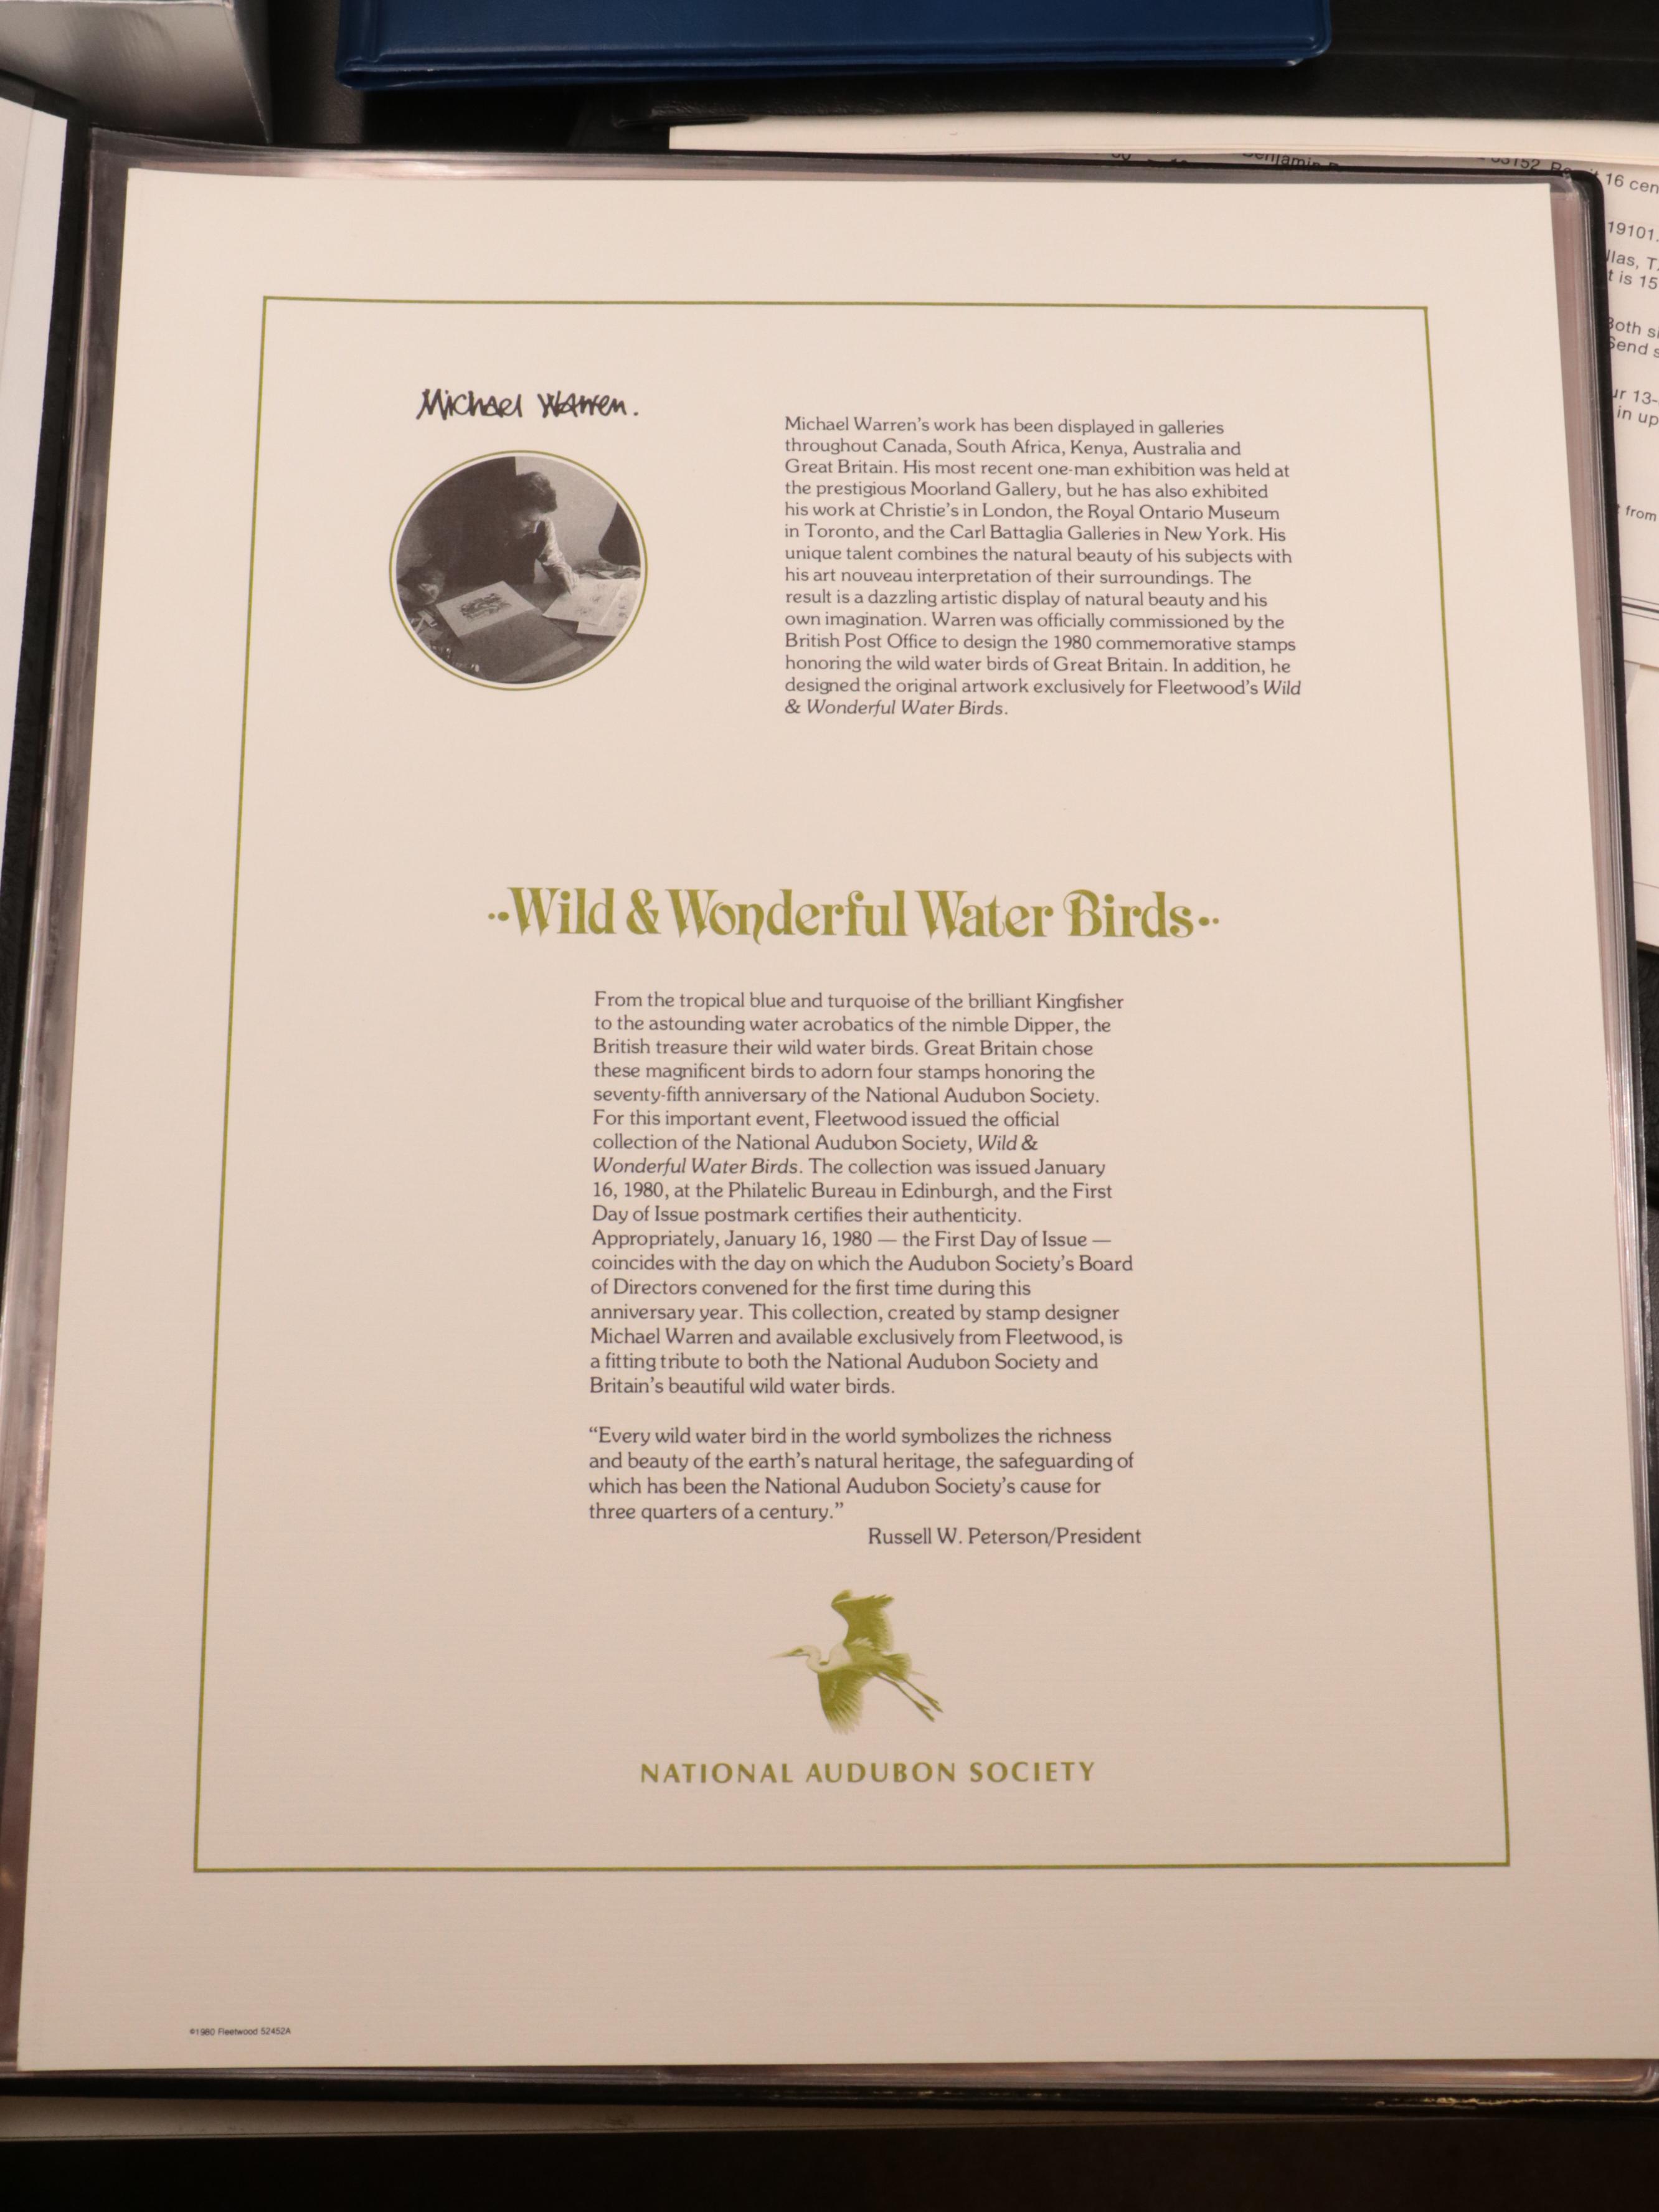 Benjamin
16 cen
19101.
t is 15
from
Michael Warren.
Michael Warren's work has been displayed in galleries
throughout Canada, South Africa, Kenya, Australia and
Great Britain. His most recent one-man exhibition was held at
the prestigious Moorland Gallery, but he has also exhibited
his work at Christie's in London, the Royal Ontario Museum
in Toronto, and the Carl Battaglia Galleries in New York. His
unique talent combines the natural beauty of his subjects with
his art nouveau interpretation of their surroundings. The
result is a dazzling artistic display of natural beauty and his
own imagination. Warren was officially commissioned by the
British Post Office to design the 1980 commemorative stamps
honoring the wild water birds of Great Britain. In addition, he
designed the original artwork exclusively for Fleetwood's Wild
& Wonderful Water Birds.
··Wild & Wonderful Water Birds··
From the tropical blue and turquoise of the brilliant Kingfisher
to the astounding water acrobatics of the nimble Dipper, the
British treasure their wild water birds. Great Britain chose
these magnificent birds to adorn four stamps honoring the
seventy-fifth anniversary of the National Audubon Society.
For this important event, Fleetwood issued the official
collection of the National Audubon Society, Wild &
Wonderful Water Birds. The collection was issued January
16, 1980, at the Philatelic Bureau in Edinburgh, and the First
Day of Issue postmark certifies their authenticity.
Appropriately, January 16, 1980 — the First Day of Issue —
coincides with the day on which the Audubon Society's Board
of Directors convened for the first time during this
anniversary year. This collection, created by stamp designer
Michael Warren and available exclusively from Fleetwood, is
a fitting tribute to both the National Audubon Society and
Britain's beautiful wild water birds.
“Every wild water bird in the world symbolizes the richness
and beauty of the earth's natural heritage, the safeguarding of
which has been the National Audubon Society's cause for
three quarters of a century.”
Russell W. Peterson/President
NATIONAL AUDUBON SOCIETY
©1980 Fleetwood 52452A